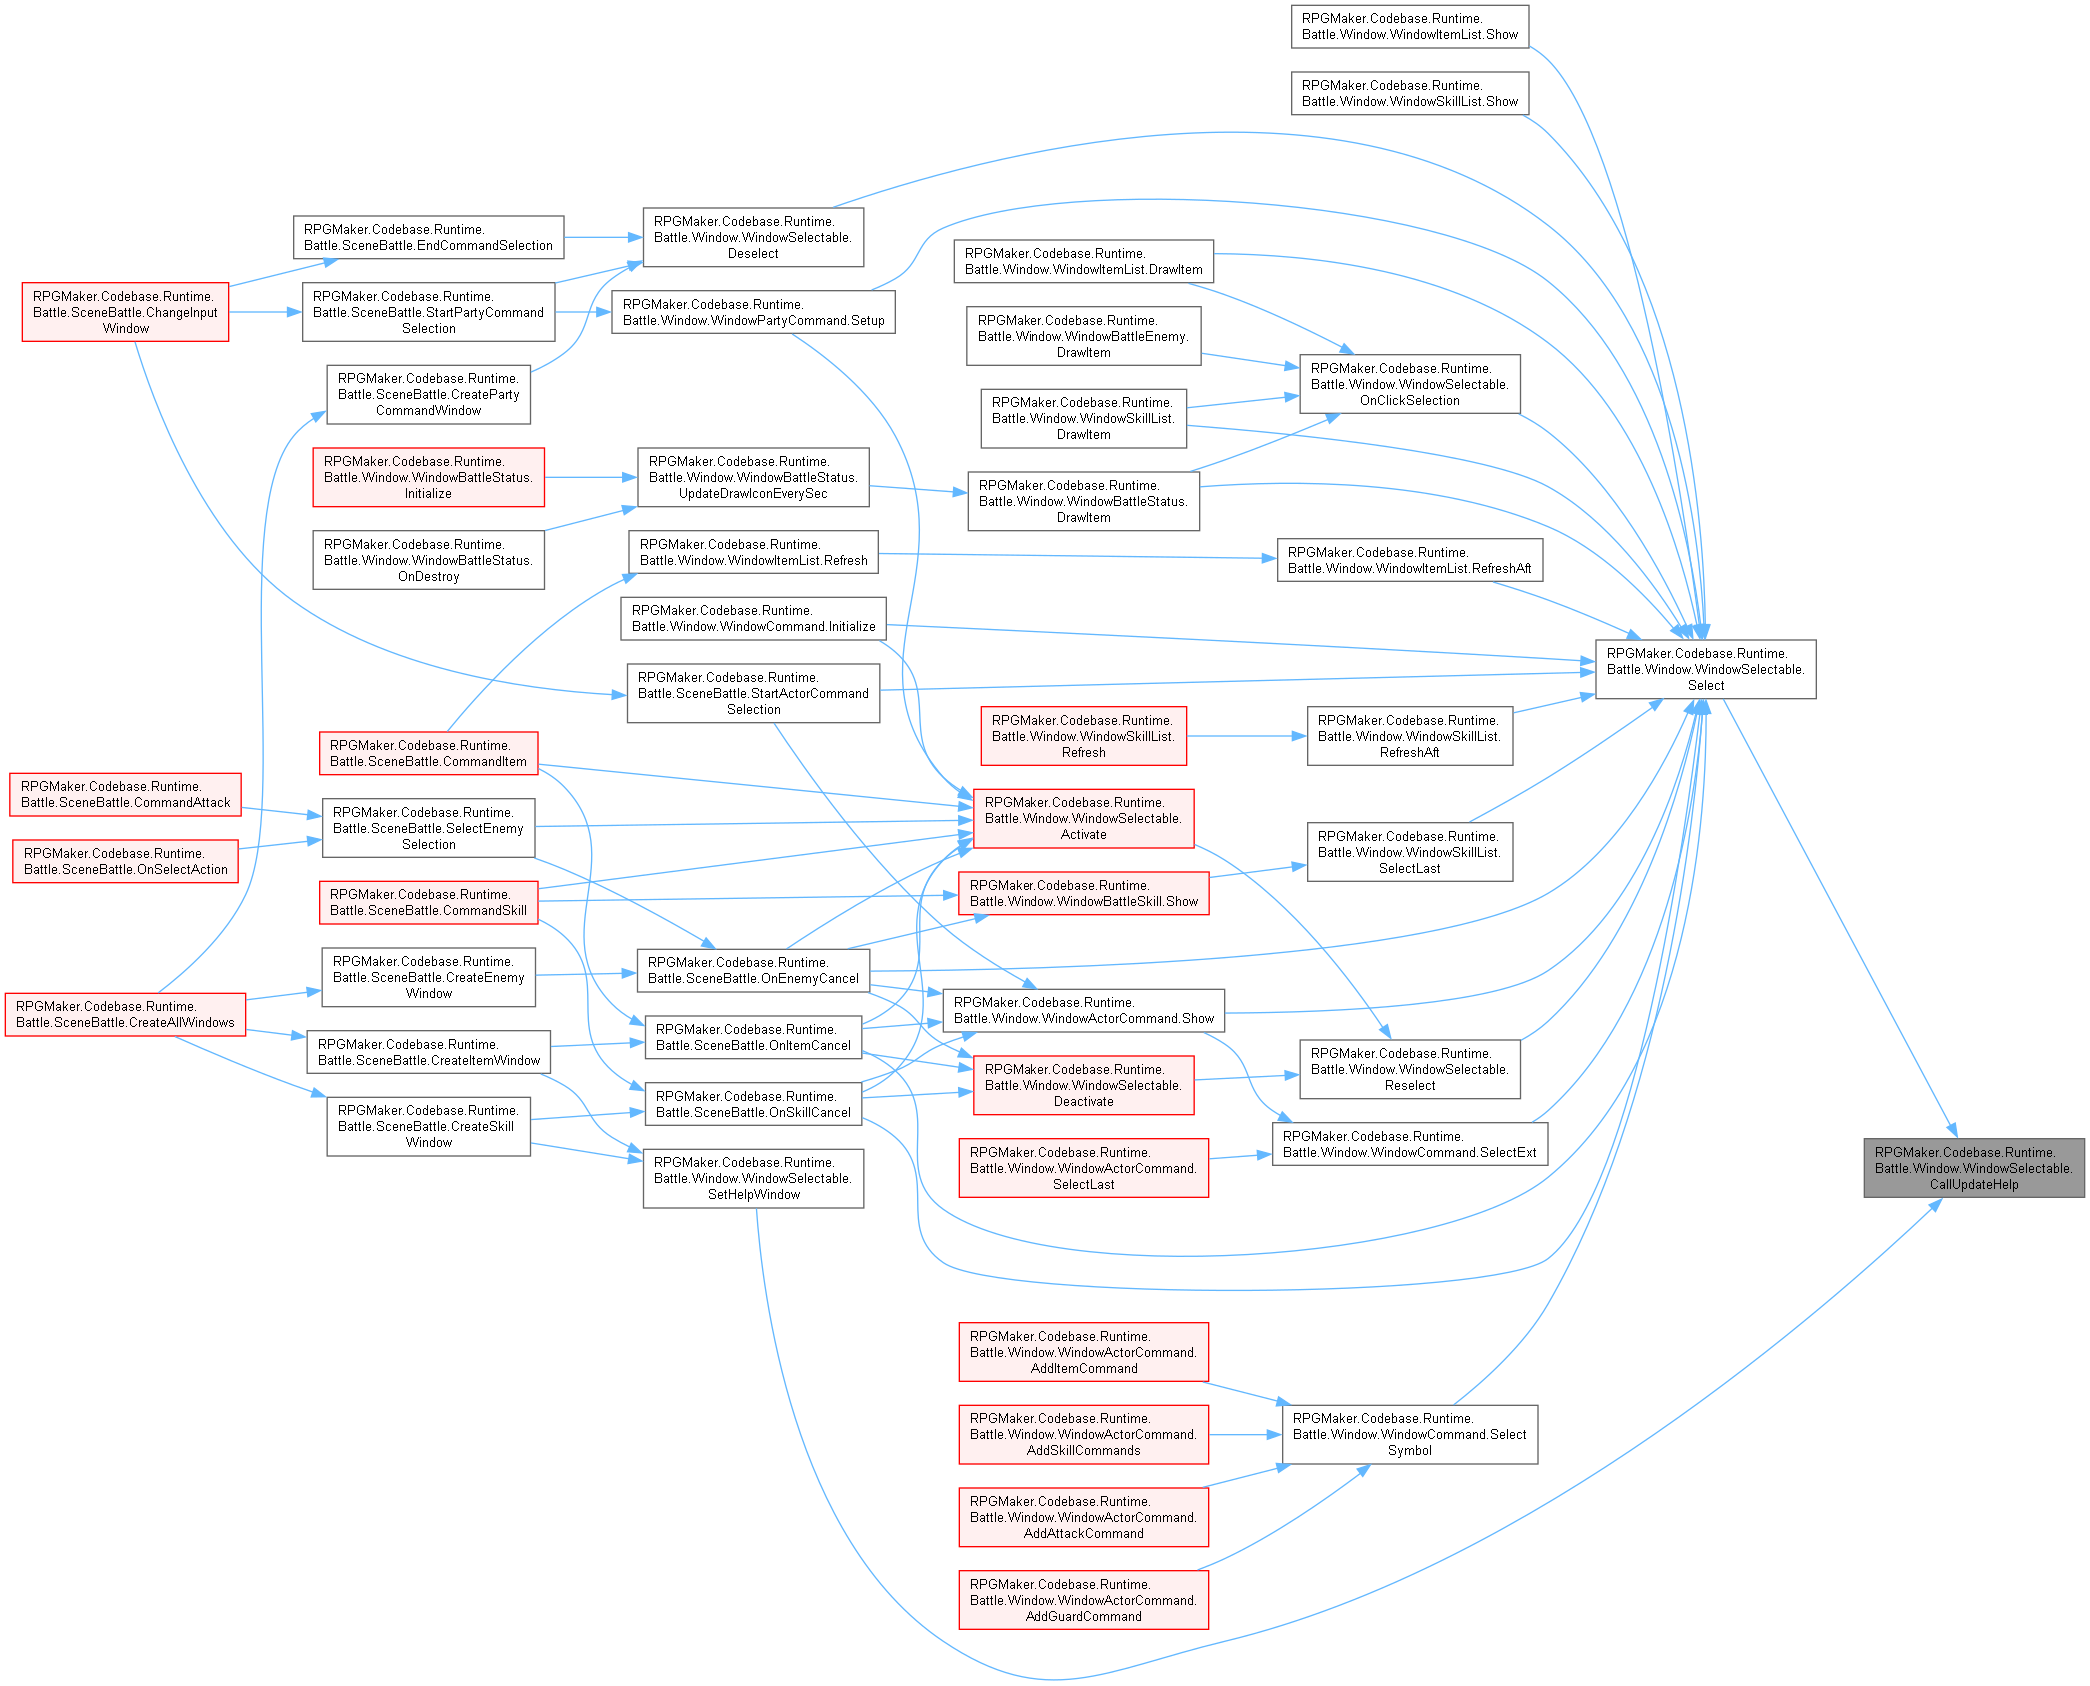 RPGMaker.Codebase.Runtime.
Battle.Window.WindowItemList.Show
RPGMaker.Codebase.Runtime.
Battle.Window.WindowSkillList.Show
RPGMaker.Codebase.Runtime.
Battle.SceneBattle.EndCommandSelection
RPGMaker.Codebase.Runtime.
Battle.Window.WindowSelectable.
Deselect
RPGMaker.Codebase.Runtime.
Battle.Window.WindowItemList.DrawItem
RPGMaker.Codebase.Runtime.
Battle.SceneBattle.ChangeInput
Window
RPGMaker.Codebase.Runtime.
Battle.SceneBattle.StartPartyCommand
Selection
RPGMaker.Codebase.Runtime.
Battle.Window.WindowPartyCommand.Setup
RPGMaker.Codebase.Runtime.
Battle.Window.WindowBattleEnemy.
DrawItem
RPGMaker.Codebase.Runtime.
Battle.SceneBattle.CreateParty
CommandWindow
RPGMaker.Codebase.Runtime.
Battle.Window.WindowSelectable.
OnClickSelection
RPGMaker.Codebase.Runtime.
Battle.Window.WindowSkillList.
DrawItem
RPGMaker.Codebase.Runtime.
Battle.Window.WindowBattleStatus.
Initialize
RPGMaker.Codebase.Runtime.
Battle.Window.WindowBattleStatus.
UpdateDrawIconEverySec
RPGMaker.Codebase.Runtime.
Battle.Window.WindowBattleStatus.
DrawItem
RPGMaker.Codebase.Runtime.
Battle.Window.WindowBattleStatus.
OnDestroy
RPGMaker.Codebase.Runtime.
Battle.Window.WindowItemList.Refresh
RPGMaker.Codebase.Runtime.
Battle.Window.WindowItemList.RefreshAft
RPGMaker.Codebase.Runtime.
Battle.Window.WindowCommand.Initialize
RPGMaker.Codebase.Runtime.
Battle.SceneBattle.StartActorCommand
Selection
RPGMaker.Codebase.Runtime.
Battle.Window.WindowSelectable.
Select
RPGMaker.Codebase.Runtime.
Battle.SceneBattle.CommandItem
RPGMaker.Codebase.Runtime.
Battle.Window.WindowSkillList.
Refresh
RPGMaker.Codebase.Runtime.
Battle.Window.WindowSkillList.
RefreshAft
RPGMaker.Codebase.Runtime.
Battle.SceneBattle.CommandAttack
RPGMaker.Codebase.Runtime.
Battle.SceneBattle.SelectEnemy
Selection
RPGMaker.Codebase.Runtime.
Battle.Window.WindowSelectable.
Activate
RPGMaker.Codebase.Runtime.
Battle.SceneBattle.OnSelectAction
RPGMaker.Codebase.Runtime.
Battle.Window.WindowSkillList.
SelectLast
RPGMaker.Codebase.Runtime.
Battle.SceneBattle.CommandSkill
RPGMaker.Codebase.Runtime.
Battle.Window.WindowBattleSkill.Show
RPGMaker.Codebase.Runtime.
Battle.SceneBattle.CreateEnemy
Window
RPGMaker.Codebase.Runtime.
Battle.SceneBattle.OnEnemyCancel
RPGMaker.Codebase.Runtime.
Battle.SceneBattle.CreateAllWindows
RPGMaker.Codebase.Runtime.
Battle.Window.WindowActorCommand.Show
RPGMaker.Codebase.Runtime.
Battle.SceneBattle.CreateItemWindow
RPGMaker.Codebase.Runtime.
Battle.SceneBattle.OnItemCancel
RPGMaker.Codebase.Runtime.
Battle.Window.WindowSelectable.
Reselect
RPGMaker.Codebase.Runtime.
Battle.Window.WindowSelectable.
Deactivate
RPGMaker.Codebase.Runtime.
Battle.SceneBattle.CreateSkill
Window
RPGMaker.Codebase.Runtime.
Battle.SceneBattle.OnSkillCancel
RPGMaker.Codebase.Runtime.
Battle.Window.WindowCommand.SelectExt
RPGMaker.Codebase.Runtime.
Battle.Window.WindowSelectable.
SetHelpWindow
RPGMaker.Codebase.Runtime.
Battle.Window.WindowActorCommand.
SelectLast
RPGMaker.Codebase.Runtime.
Battle.Window.WindowSelectable.
CallUpdateHelp
RPGMaker.Codebase.Runtime.
Battle.Window.WindowActorCommand.
AddItemCommand
RPGMaker.Codebase.Runtime.
Battle.Window.WindowActorCommand.
AddSkillCommands
RPGMaker.Codebase.Runtime.
Battle.Window.WindowCommand.Select
Symbol
RPGMaker.Codebase.Runtime.
Battle.Window.WindowActorCommand.
AddAttackCommand
RPGMaker.Codebase.Runtime.
Battle.Window.WindowActorCommand.
AddGuardCommand